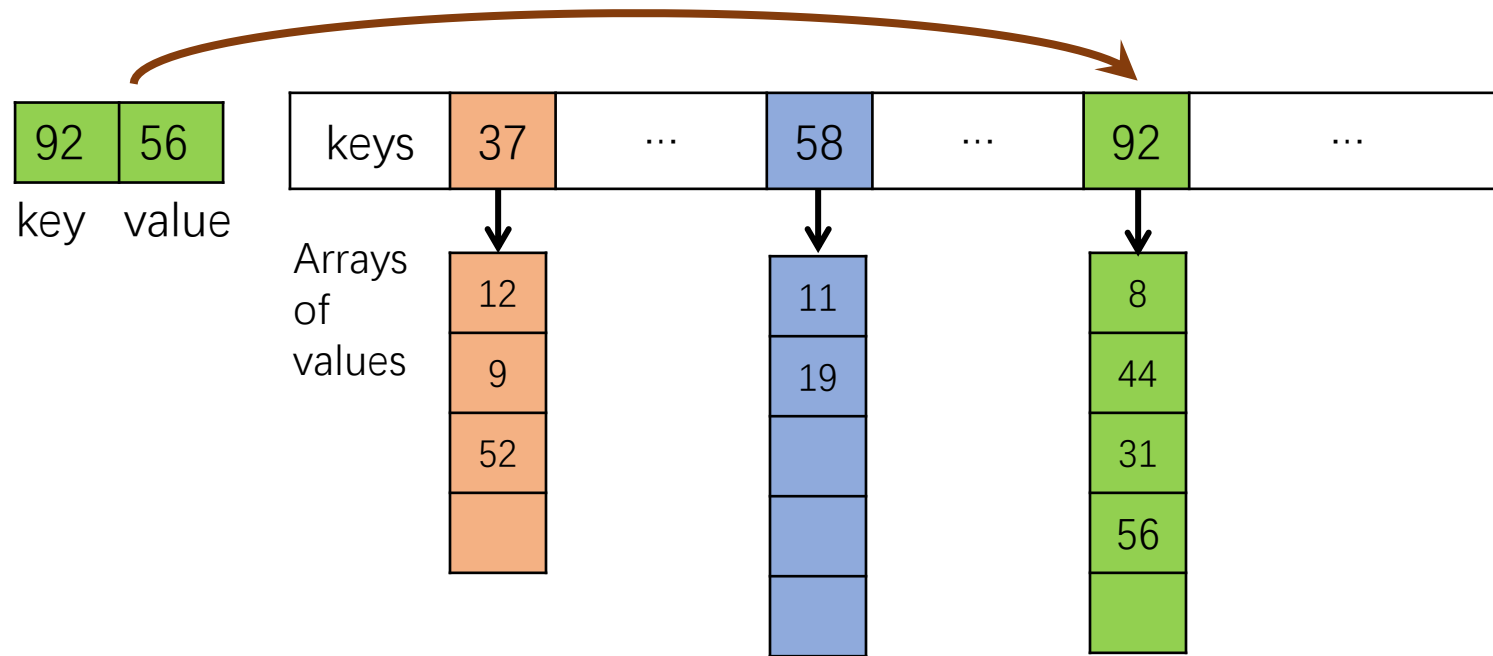 92 56
key value
keys 37 ... 58 ... 92 ...
Arrays
of
values
12
9
52
11
19
8
44
31
56